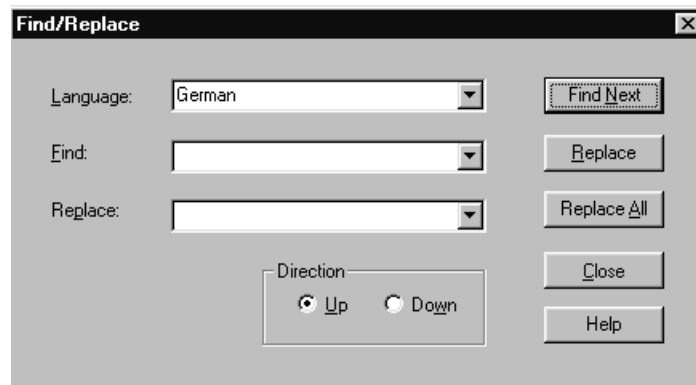 Find/Replace
Language: German Find Next
Find: Replace
Replace: Replace All
Direction Close
Up Down
Help